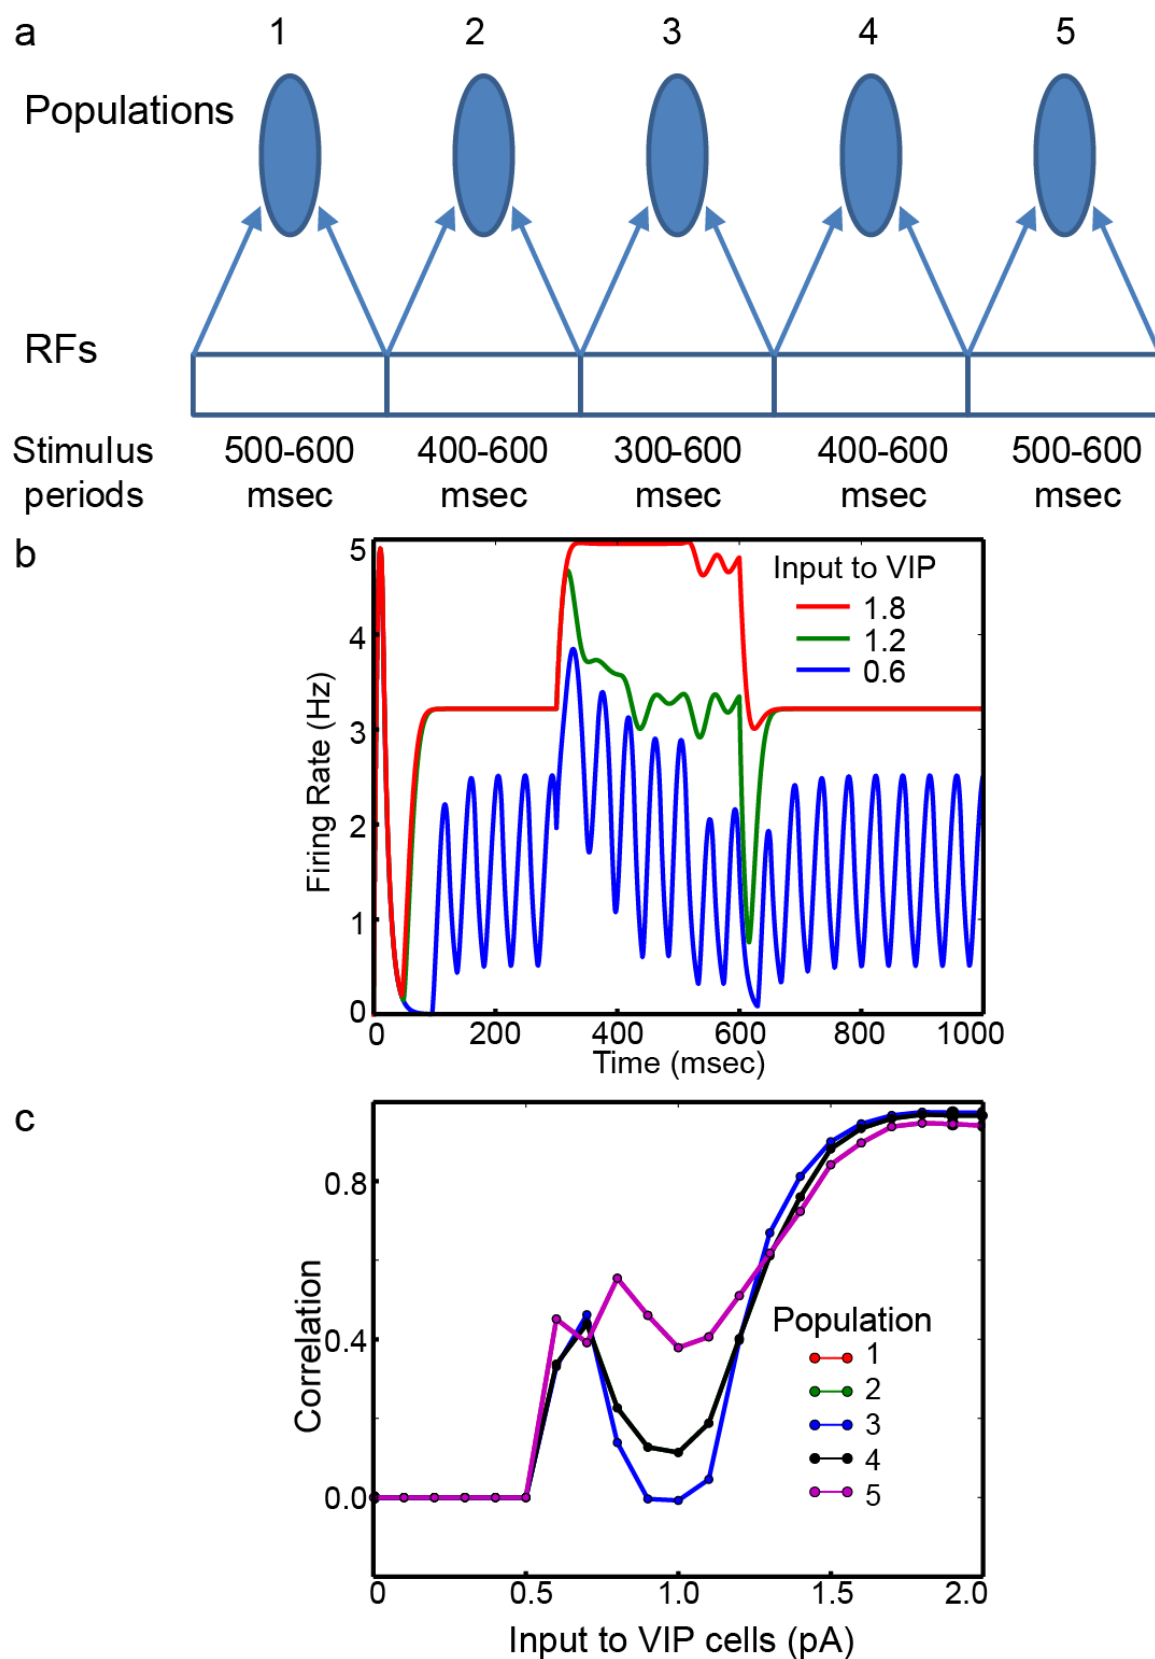 a
1 2 3 4 5
Populations
RFs
Stimulus periods
500-600 msec
400-600 msec
300-600 msec
400-600 msec
500-600 msec
b
5
4
3
2
1
0
Firing Rate (Hz)
Input to VIP
1.8
1.2
0.6
0 200 400 600 800 1000
Time (msec)
c
0.8
0.4
0.0
Correlation
Population
1
2
3
4
5
0 0.5 1.0 1.5 2.0
Input to VIP cells (pA)